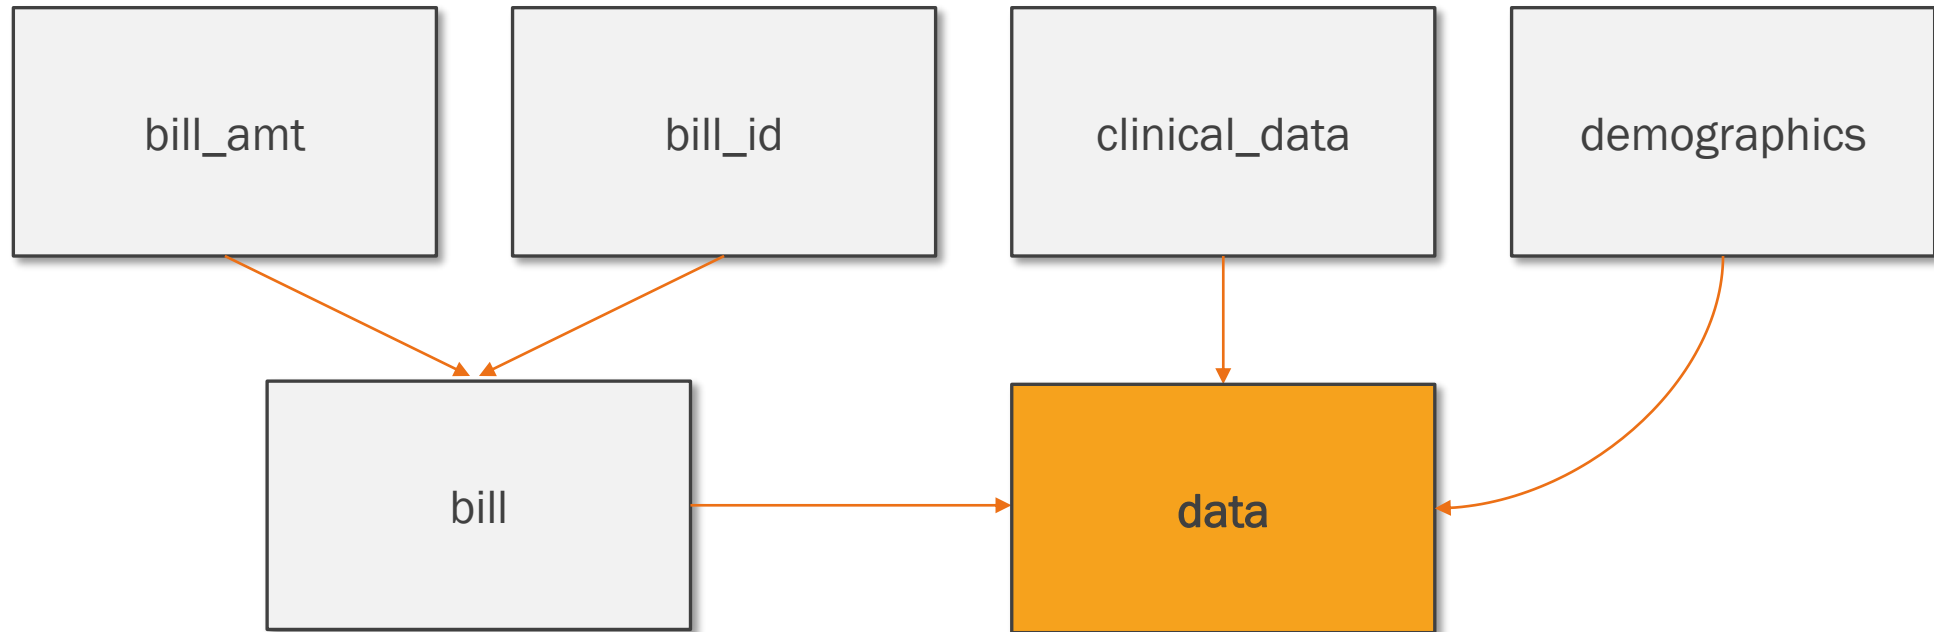 bill_amt
bill_id
clinical_data
demographics
bill
data